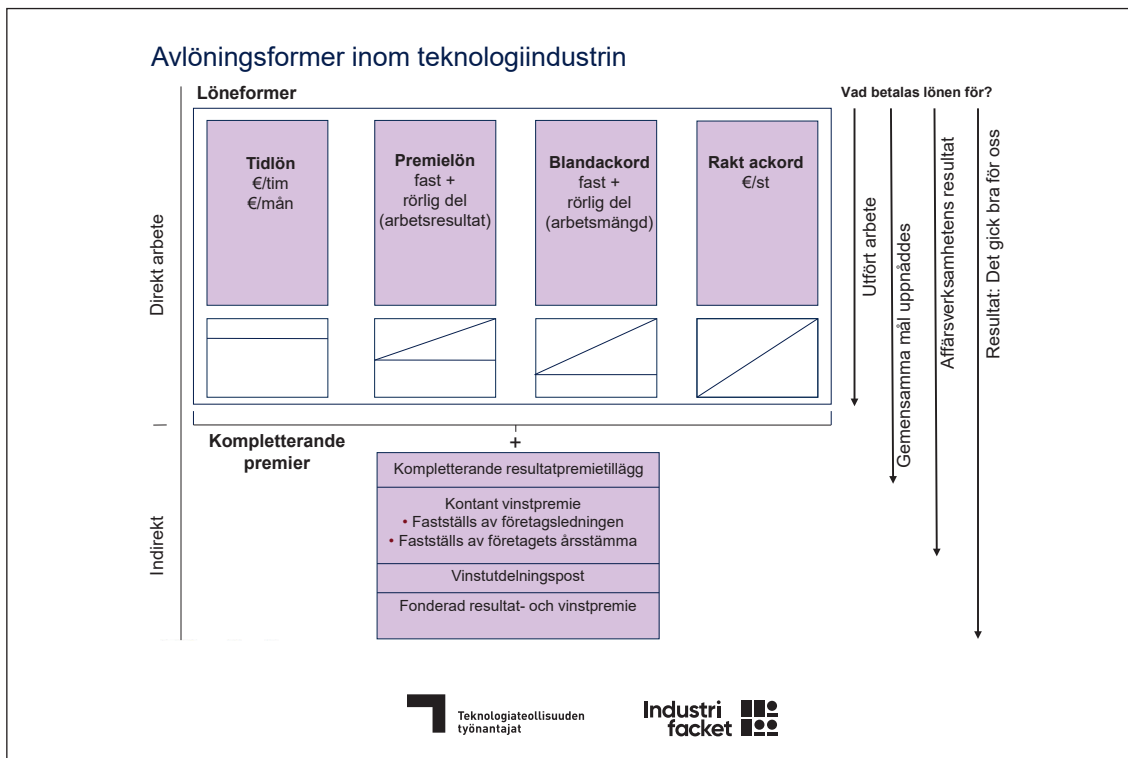 Avlöningsformer inom teknologiindustrin
Löneformer
Vad betalas lönen för?
Direkt arbete
Tidlön
€/tim
€/mån
Premielön
fast +
rörlig del
(arbetsresultat)
Blandackord
fast +
rörlig del
(arbetsmängd)
Rakt ackord
€/st
Utfört arbete
Gemensamma mål uppnåddes
Affärsverksamhetens resultat
Resultat: Det gick bra för oss
Indirekt
Kompletterande
premier
+
Kompletterande resultatpremietillägg
Kontant vinstpremie
• Fastställs av företagsledningen
• Fastställs av företagets årsstämma
Vinstutdelningspost
Fonderad resultat- och vinstpremie
Teknologiateollisuuden
työnantajat
Industri
facket